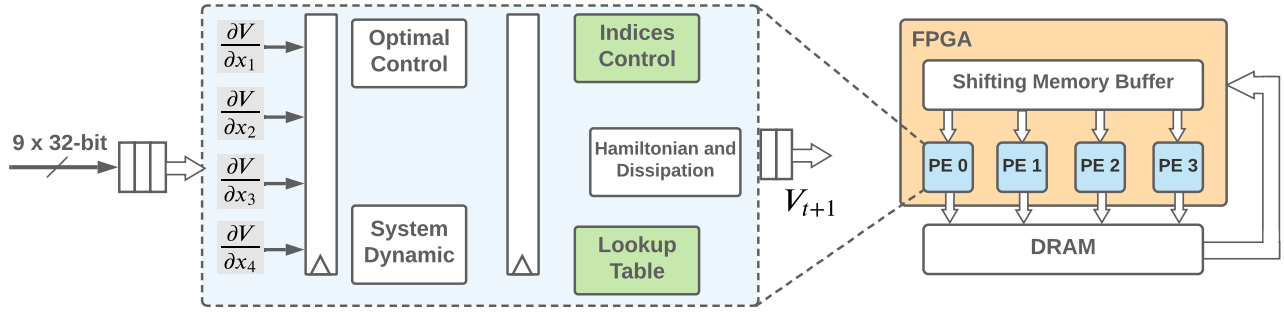 9 x 32-bit
∂V
∂x₁
∂V
∂x₂
∂V
∂x₃
∂V
∂x₄
Optimal
Control
System
Dynamic
Indices
Control
Hamiltonian and
Dissipation
Lookup
Table
Vₜ₊₁
FPGA
Shifting Memory Buffer
PE 0
PE 1
PE 2
PE 3
DRAM